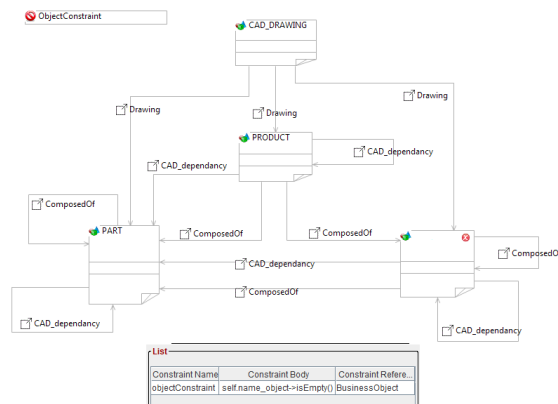 ObjectConstraint
CAD_DRAWING
Drawing
Drawing
Drawing
PRODUCT
CAD_dependancy
CAD_dependancy
ComposedOf
PART
ComposedOf
ComposedOf
ComposedOf
CAD_dependancy
ComposedOf
CAD_dependancy
CAD_dependancy
List
Constraint Name Constraint Body Constraint Refere...
objectConstraint self.name_object->isEmpty() BusinessObject